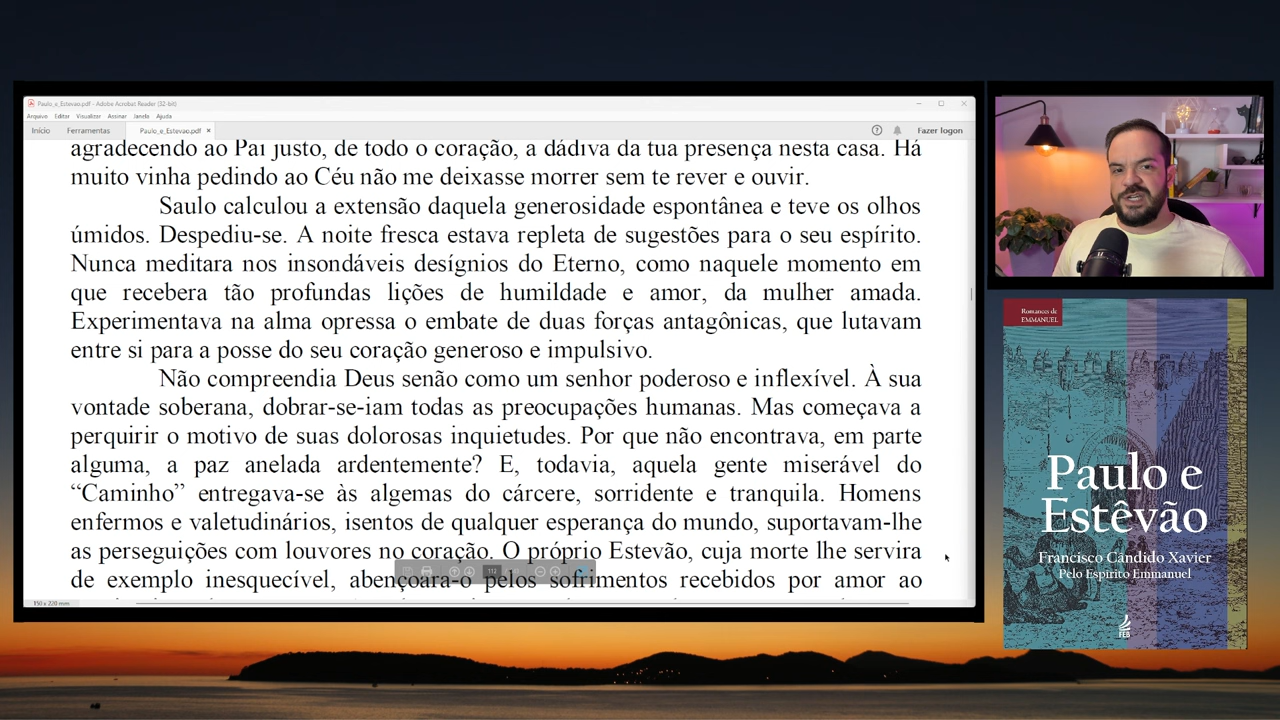 Paulo_e_Estevao.pdf - Adobe Acrobat Reader (32-bit)
Arquivo Editar Visualizar Assinar Janela Ajuda
Início Ferramentas Paulo_e_Estevao.pdf × Fazer logon
agradecendo ao Pai justo, de todo o coração, a dádiva da tua presença nesta casa. Há
muito vinha pedindo ao Céu não me deixasse morrer sem te rever e ouvir.
Saulo calculou a extensão daquela generosidade espontânea e teve os olhos
úmidos. Despediu-se. A noite fresca estava repleta de sugestões para o seu espírito.
Nunca meditara nos insondáveis desígnios do Eterno, como naquele momento em
que recebera tão profundas lições de humildade e amor, da mulher amada.
Experimentava na alma opressa o embate de duas forças antagônicas, que lutavam
entre si para a posse do seu coração generoso e impulsivo.
Não compreendia Deus senão como um senhor poderoso e inflexível. À sua
vontade soberana, dobrar-se-iam todas as preocupações humanas. Mas começava a
perquirir o motivo de suas dolorosas inquietudes. Por que não encontrava, em parte
alguma, a paz anelada ardentemente? E, todavia, aquela gente miserável do
“Caminho” entregava-se às algemas do cárcere, sorridente e tranquila. Homens
enfermos e valetudinários, isentos de qualquer esperança do mundo, suportavam-lhe
as perseguições com louvores no coração. O próprio Estevão, cuja morte lhe servira
de exemplo inesquecível, abençoara-o pelos sofrimentos recebidos por amor ao
112
150 x 220 mm
Romances de
EMMANUEL
Paulo e
Estêvão
Francisco Cândido Xavier
Pelo Espírito Emmanuel
FEB